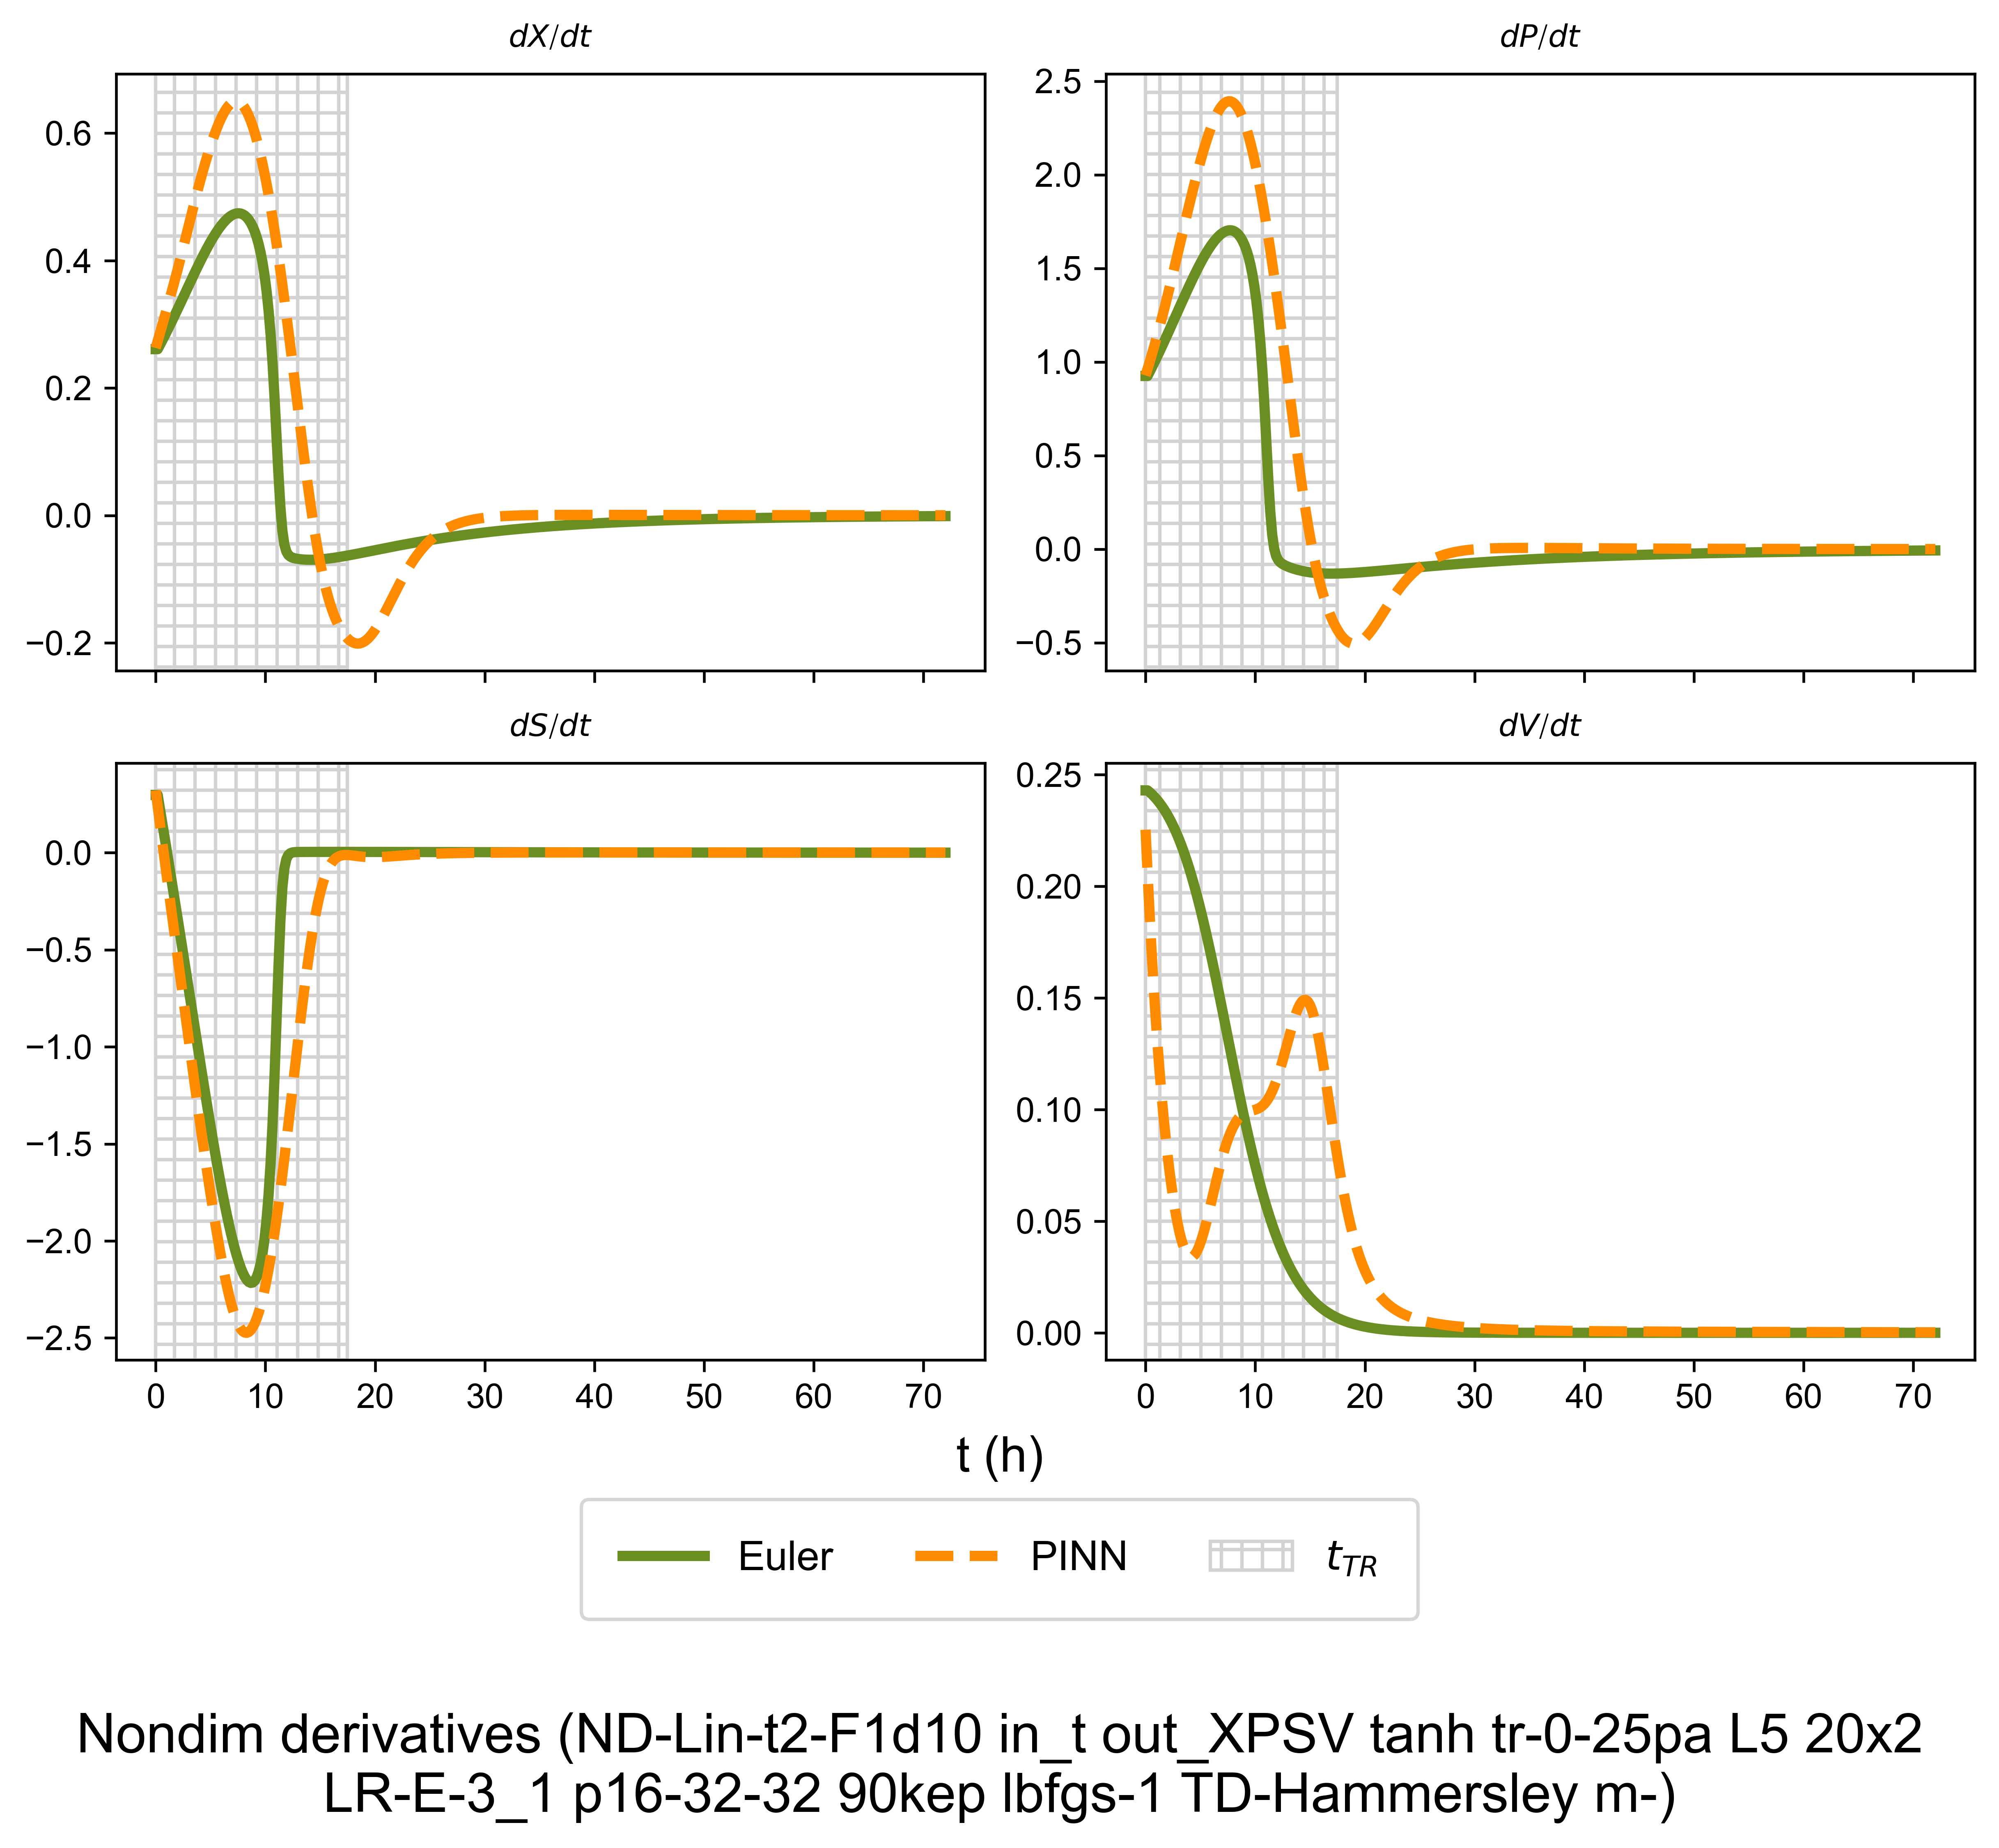 dX/dt
dP/dt
0.6
0.4
0.2
0.0
−0.2
2.5
2.0
1.5
1.0
0.5
0.0
−0.5
dS/dt
dV/dt
0.0
−0.5
−1.0
−1.5
−2.0
−2.5
0 10 20 30 40 50 60 70
0.25
0.20
0.15
0.10
0.05
0.00
0 10 20 30 40 50 60 70
t (h)
Euler PINN t_TR
Nondim derivatives (ND-Lin-t2-F1d10 in_t out_XPSV tanh tr-0-25pa L5 20x2
LR-E-3_1 p16-32-32 90kep lbfgs-1 TD-Hammersley m-)